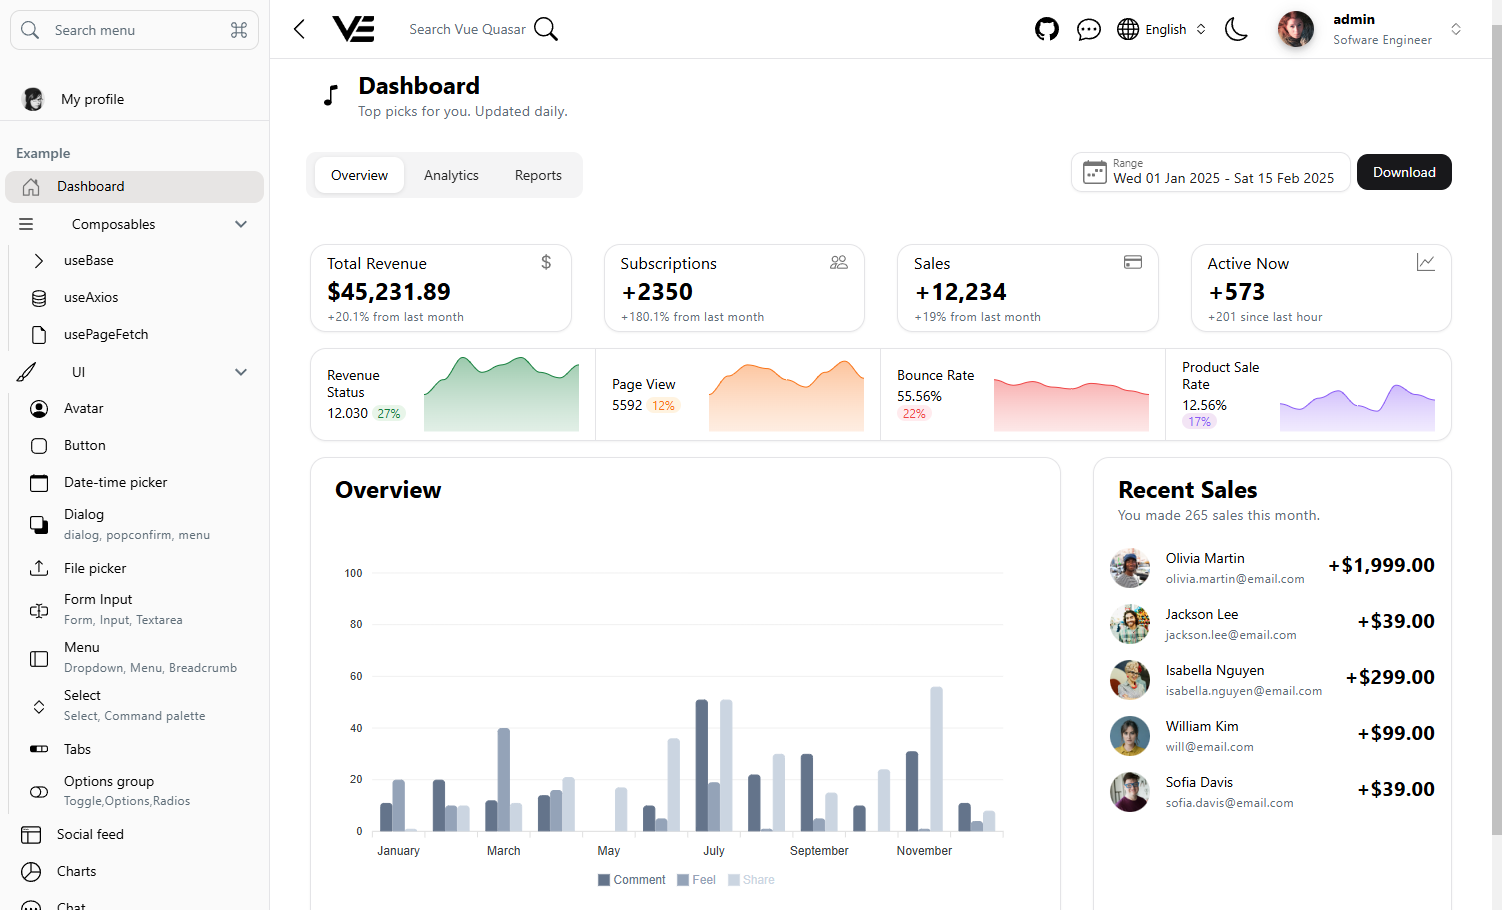 Search menu
My profile
Example
Dashboard
Composables
useBase
useAxios
usePageFetch
UI
Avatar
Button
Date-time picker
Dialog
dialog, popconfirm, menu
File picker
Form Input
Form, Input, Textarea
Menu
Dropdown, Menu, Breadcrumb
Select
Select, Command palette
Tabs
Options group
Toggle,Options,Radios
Social feed
Charts
Chat
Search Vue Quasar
English
admin
Sofware Engineer
Dashboard
Top picks for you. Updated daily.
Overview Analytics Reports
Range
Wed 01 Jan 2025 - Sat 15 Feb 2025
Download
Total Revenue
$
$45,231.89
+20.1% from last month
Subscriptions
+2350
+180.1% from last month
Sales
+12,234
+19% from last month
Active Now
+573
+201 since last hour
Revenue
Status
12.030 27%
Page View
5592 12%
Bounce Rate
55.56%
22%
Product Sale
Rate
12.56%
17%
Overview
100
80
60
40
20
0
January March May July September November
Comment Feel Share
Recent Sales
You made 265 sales this month.
Olivia Martin
olivia.martin@email.com
+$1,999.00
Jackson Lee
jackson.lee@email.com
+$39.00
Isabella Nguyen
isabella.nguyen@email.com
+$299.00
William Kim
will@email.com
+$99.00
Sofia Davis
sofia.davis@email.com
+$39.00